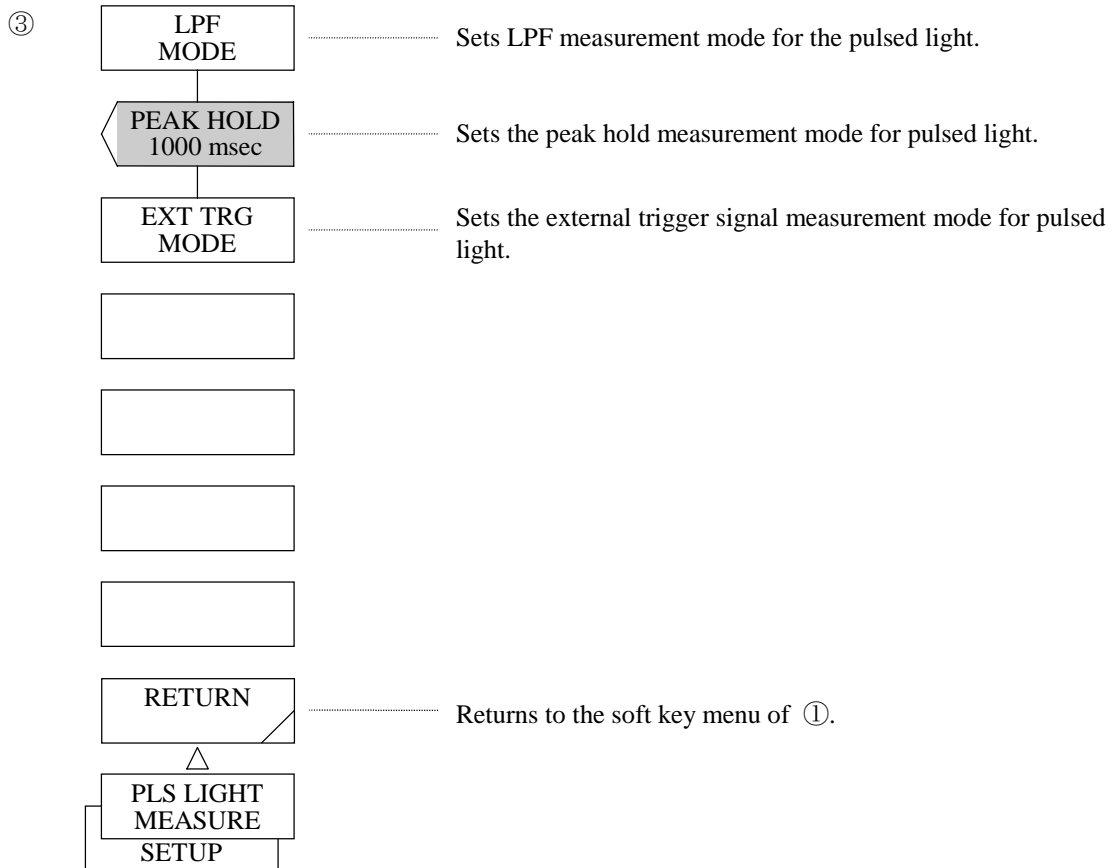 ③
LPF
MODE
Sets LPF measurement mode for the pulsed light.
PEAK HOLD
1000 msec
Sets the peak hold measurement mode for pulsed light.
EXT TRG
MODE
Sets the external trigger signal measurement mode for pulsed
light.
RETURN
Returns to the soft key menu of ①.
PLS LIGHT
MEASURE
SETUP